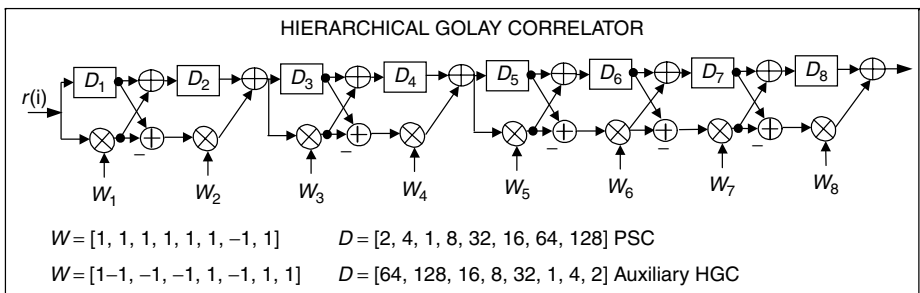 HIERARCHICAL GOLAY CORRELATOR
r(i)
D₁ D₂ D₃ D₄ D₅ D₆ D₇ D₈
W₁ W₂ W₃ W₄ W₅ W₆ W₇ W₈
W = [1, 1, 1, 1, 1, 1, −1, 1] D = [2, 4, 1, 8, 32, 16, 64, 128] PSC
W = [1−1, −1, −1, 1, −1, 1, 1] D = [64, 128, 16, 8, 32, 1, 4, 2] Auxiliary HGC